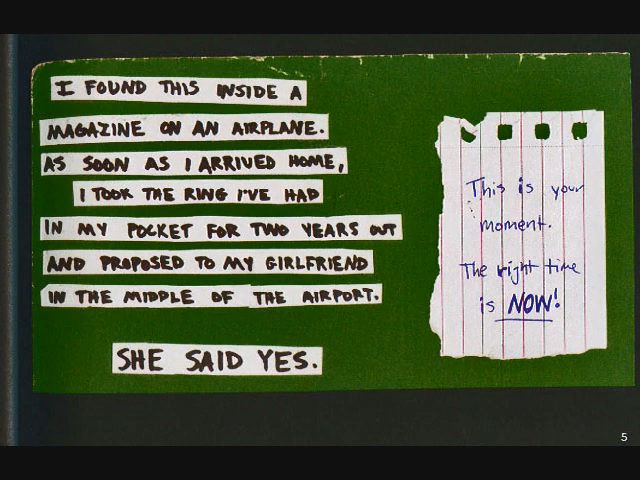 I FOUND THIS INSIDE A
MAGAZINE ON AN AIRPLANE.
AS SOON AS I ARRIVED HOME,
I TOOK THE RING I'VE HAD
IN MY POCKET FOR TWO YEARS OUT
AND PROPOSED TO MY GIRLFRIEND
IN THE MIDDLE OF THE AIRPORT.
SHE SAID YES.
This is your
moment.
The right time
is NOW!
5